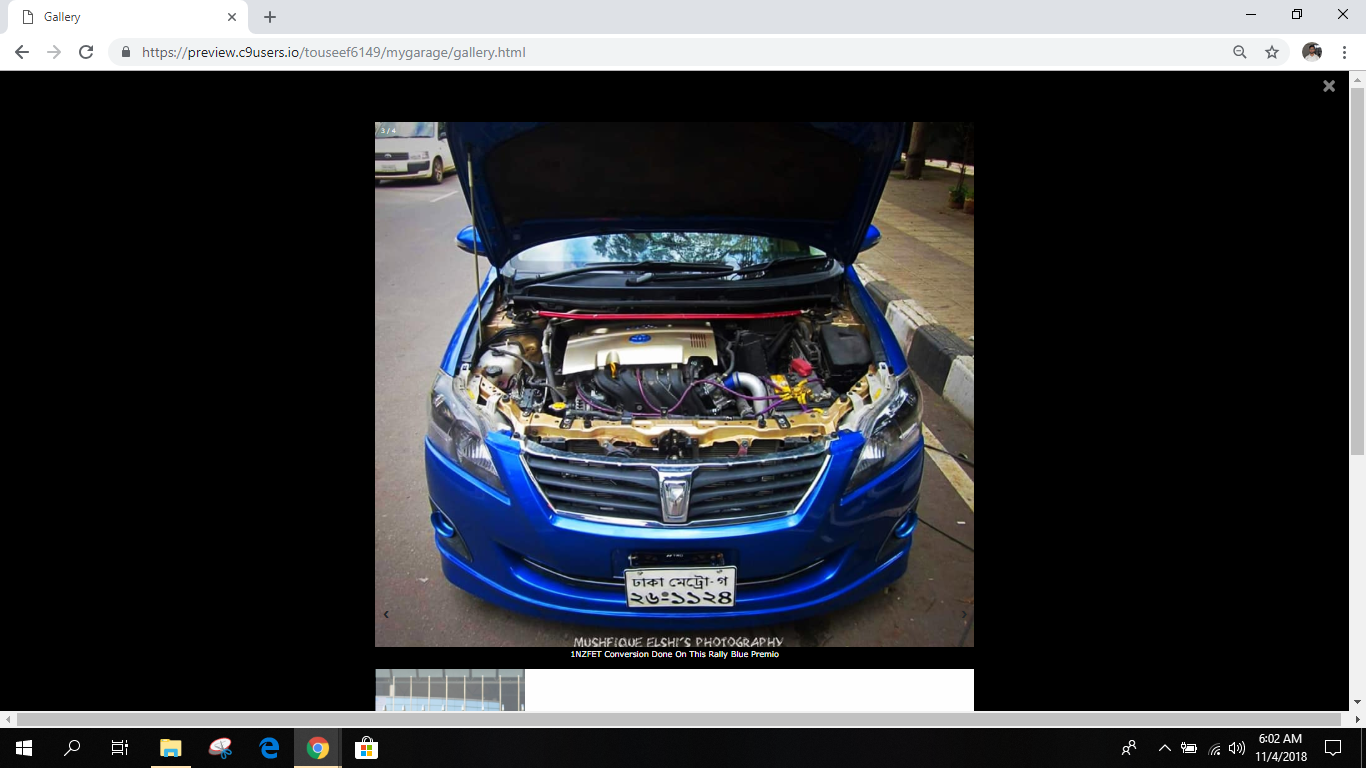 Gallery
https://preview.c9users.io/touseef6149/mygarage/gallery.html
3 / 4
ঢাকা মেট্রো-গ
২৬-১১২৪
MUSHFIQUE ELSHI'S PHOTOGRAPHY
1NZFET Conversion Done On This Rally Blue Premio
6:02 AM
11/4/2018